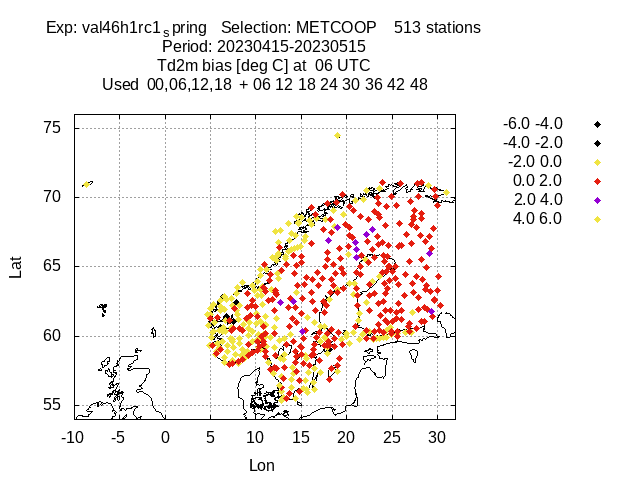 Exp: val46h1rc1spring   Selection: METCOOP    513 stations
Period: 20230415-20230515
Td2m bias [deg C] at  06 UTC
Used  00,06,12,18  + 06 12 18 24 30 36 42 48
-6.0 -4.0
-4.0 -2.0
-2.0 0.0
0.0 2.0
2.0 4.0
4.0 6.0
75
70
65
60
55
Lat
-10 -5 0 5 10 15 20 25 30
Lon